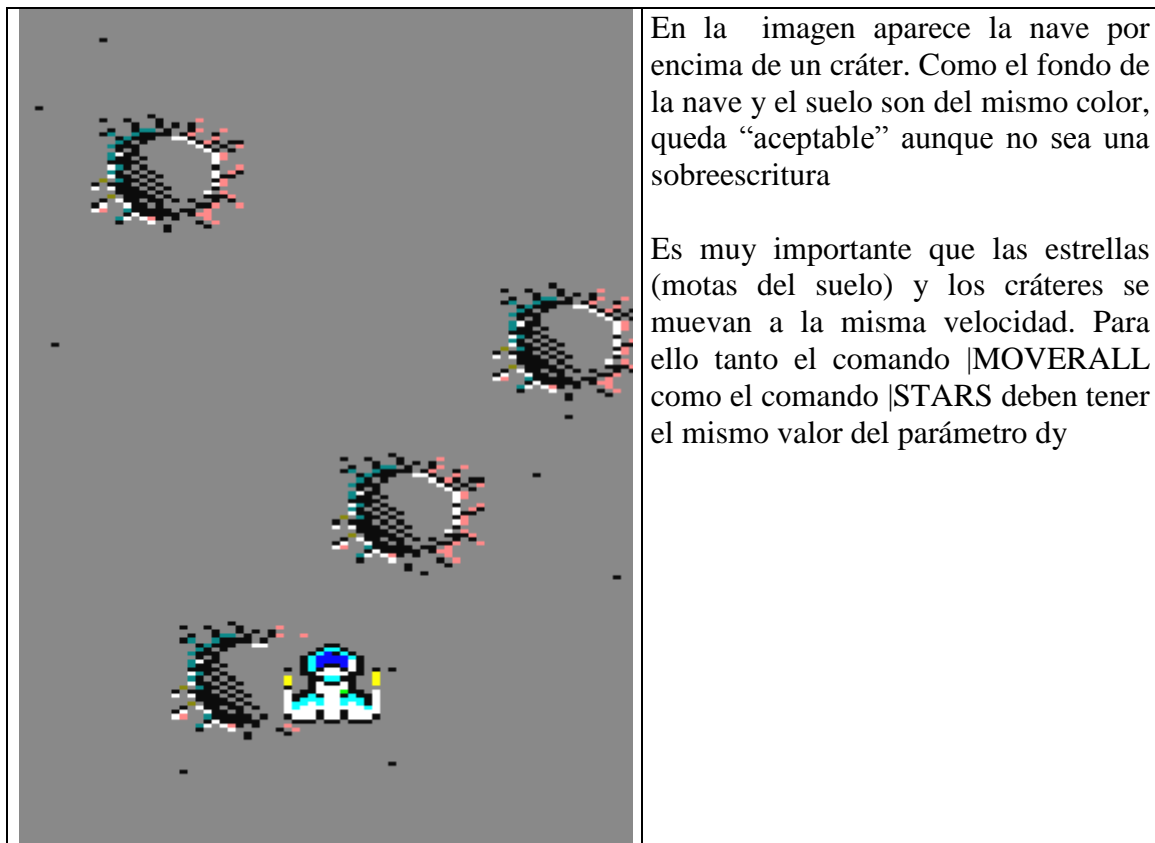 En la imagen aparece la nave por
encima de un cráter. Como el fondo de
la nave y el suelo son del mismo color,
queda “aceptable” aunque no sea una
sobreescritura
Es muy importante que las estrellas
(motas del suelo) y los cráteres se
muevan a la misma velocidad. Para
ello tanto el comando |MOVERALL
como el comando |STARS deben tener
el mismo valor del parámetro dy